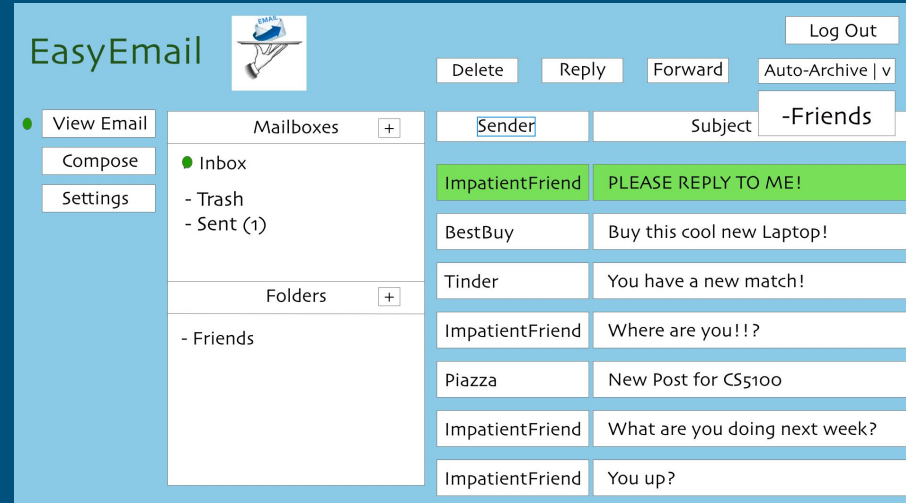 EasyEmail
EMAIL
Log Out
Delete
Reply
Forward
Auto-Archive | v
-Friends
View Email
Compose
Settings
Mailboxes
+
Inbox
- Trash
- Sent (1)
Folders
+
- Friends
Sender
Subject
ImpatientFriend
PLEASE REPLY TO ME!
BestBuy
Buy this cool new Laptop!
Tinder
You have a new match!
ImpatientFriend
Where are you!!?
Piazza
New Post for CS5100
ImpatientFriend
What are you doing next week?
ImpatientFriend
You up?